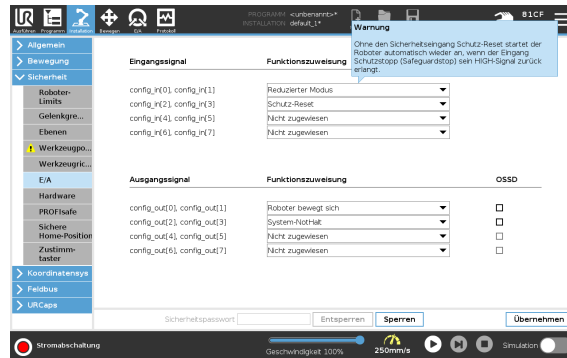 PROGRAMM <unbenannt>*
INSTALLATION default_1*
81CF
Ausführen Programm Installation Bewegen E/A Protokoll
Warnung
Ohne den Sicherheitseingang Schutz-Reset startet der
Roboter automatisch wieder an, wenn der Eingang
Schutzstopp (Safeguardstop) sein HIGH-Signal zurück
erlangt.
Allgemein
Bewegung
Sicherheit
Roboter-
Limits
Gelenkgre...
Ebenen
Werkzeugpo...
Werkzeugric...
E/A
Hardware
PROFIsafe
Sichere
Home-Position
Zustimm-
taster
Koordinatensys
Feldbus
URCaps
Eingangssignal Funktionszuweisung
config_in[0], config_in[1] Reduzierter Modus
config_in[2], config_in[3] Schutz-Reset
config_in[4], config_in[5] Nicht zugewiesen
config_in[6], config_in[7] Nicht zugewiesen
Ausgangssignal Funktionszuweisung OSSD
config_out[0], config_out[1] Roboter bewegt sich
config_out[2], config_out[3] System-NotHalt
config_out[4], config_out[5] Nicht zugewiesen
config_out[6], config_out[7] Nicht zugewiesen
Sicherheitspasswort Entsperren Sperren Übernehmen
Stromabschaltung
Geschwindigkeit 100%
250mm/s
Simulation